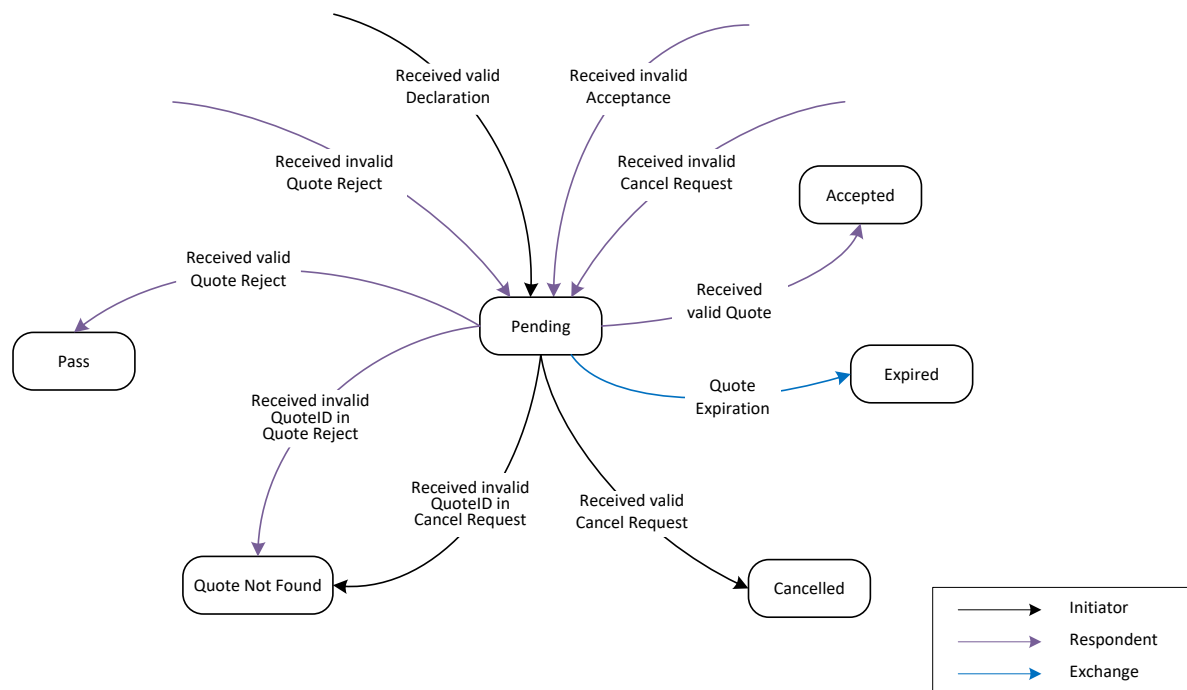 Received valid
Declaration
Received invalid
Acceptance
Received invalid
Quote Reject
Received invalid
Cancel Request
Accepted
Received valid
Quote Reject
Received
valid Quote
Pending
Pass
Expired
Quote
Expiration
Received invalid
QuoteID in
Quote Reject
Received invalid
QuoteID in
Cancel Request
Received valid
Cancel Request
Quote Not Found
Cancelled
Initiator
Respondent
Exchange